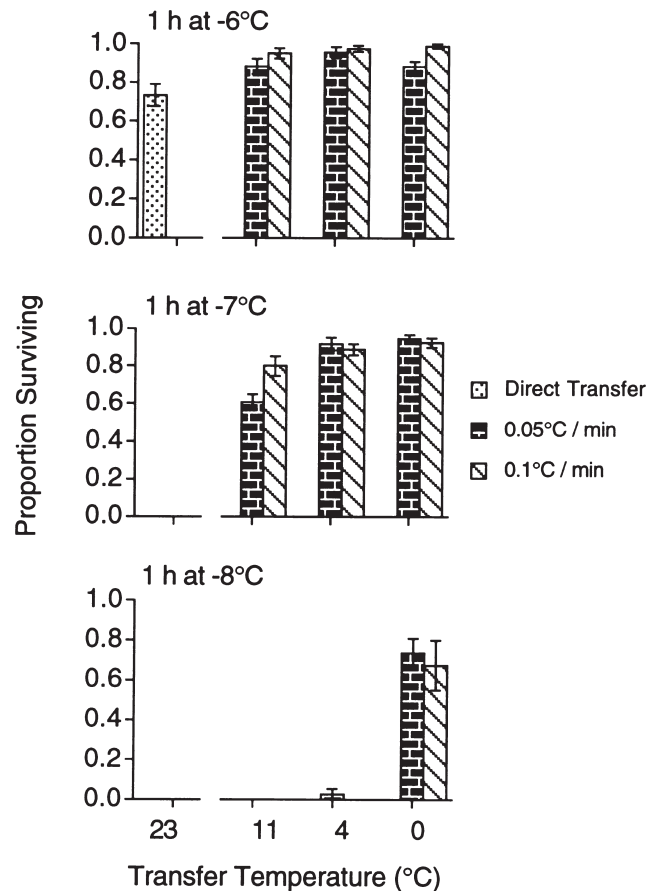 1 h at -6°C
1.0
0.8
0.6
0.4
0.2
0.0
1 h at -7°C
1.0
0.8
0.6
0.4
0.2
0.0
Proportion Surviving
Direct Transfer
0.05°C / min
0.1°C / min
1 h at -8°C
1.0
0.8
0.6
0.4
0.2
0.0
23 11 4 0
Transfer Temperature (°C)